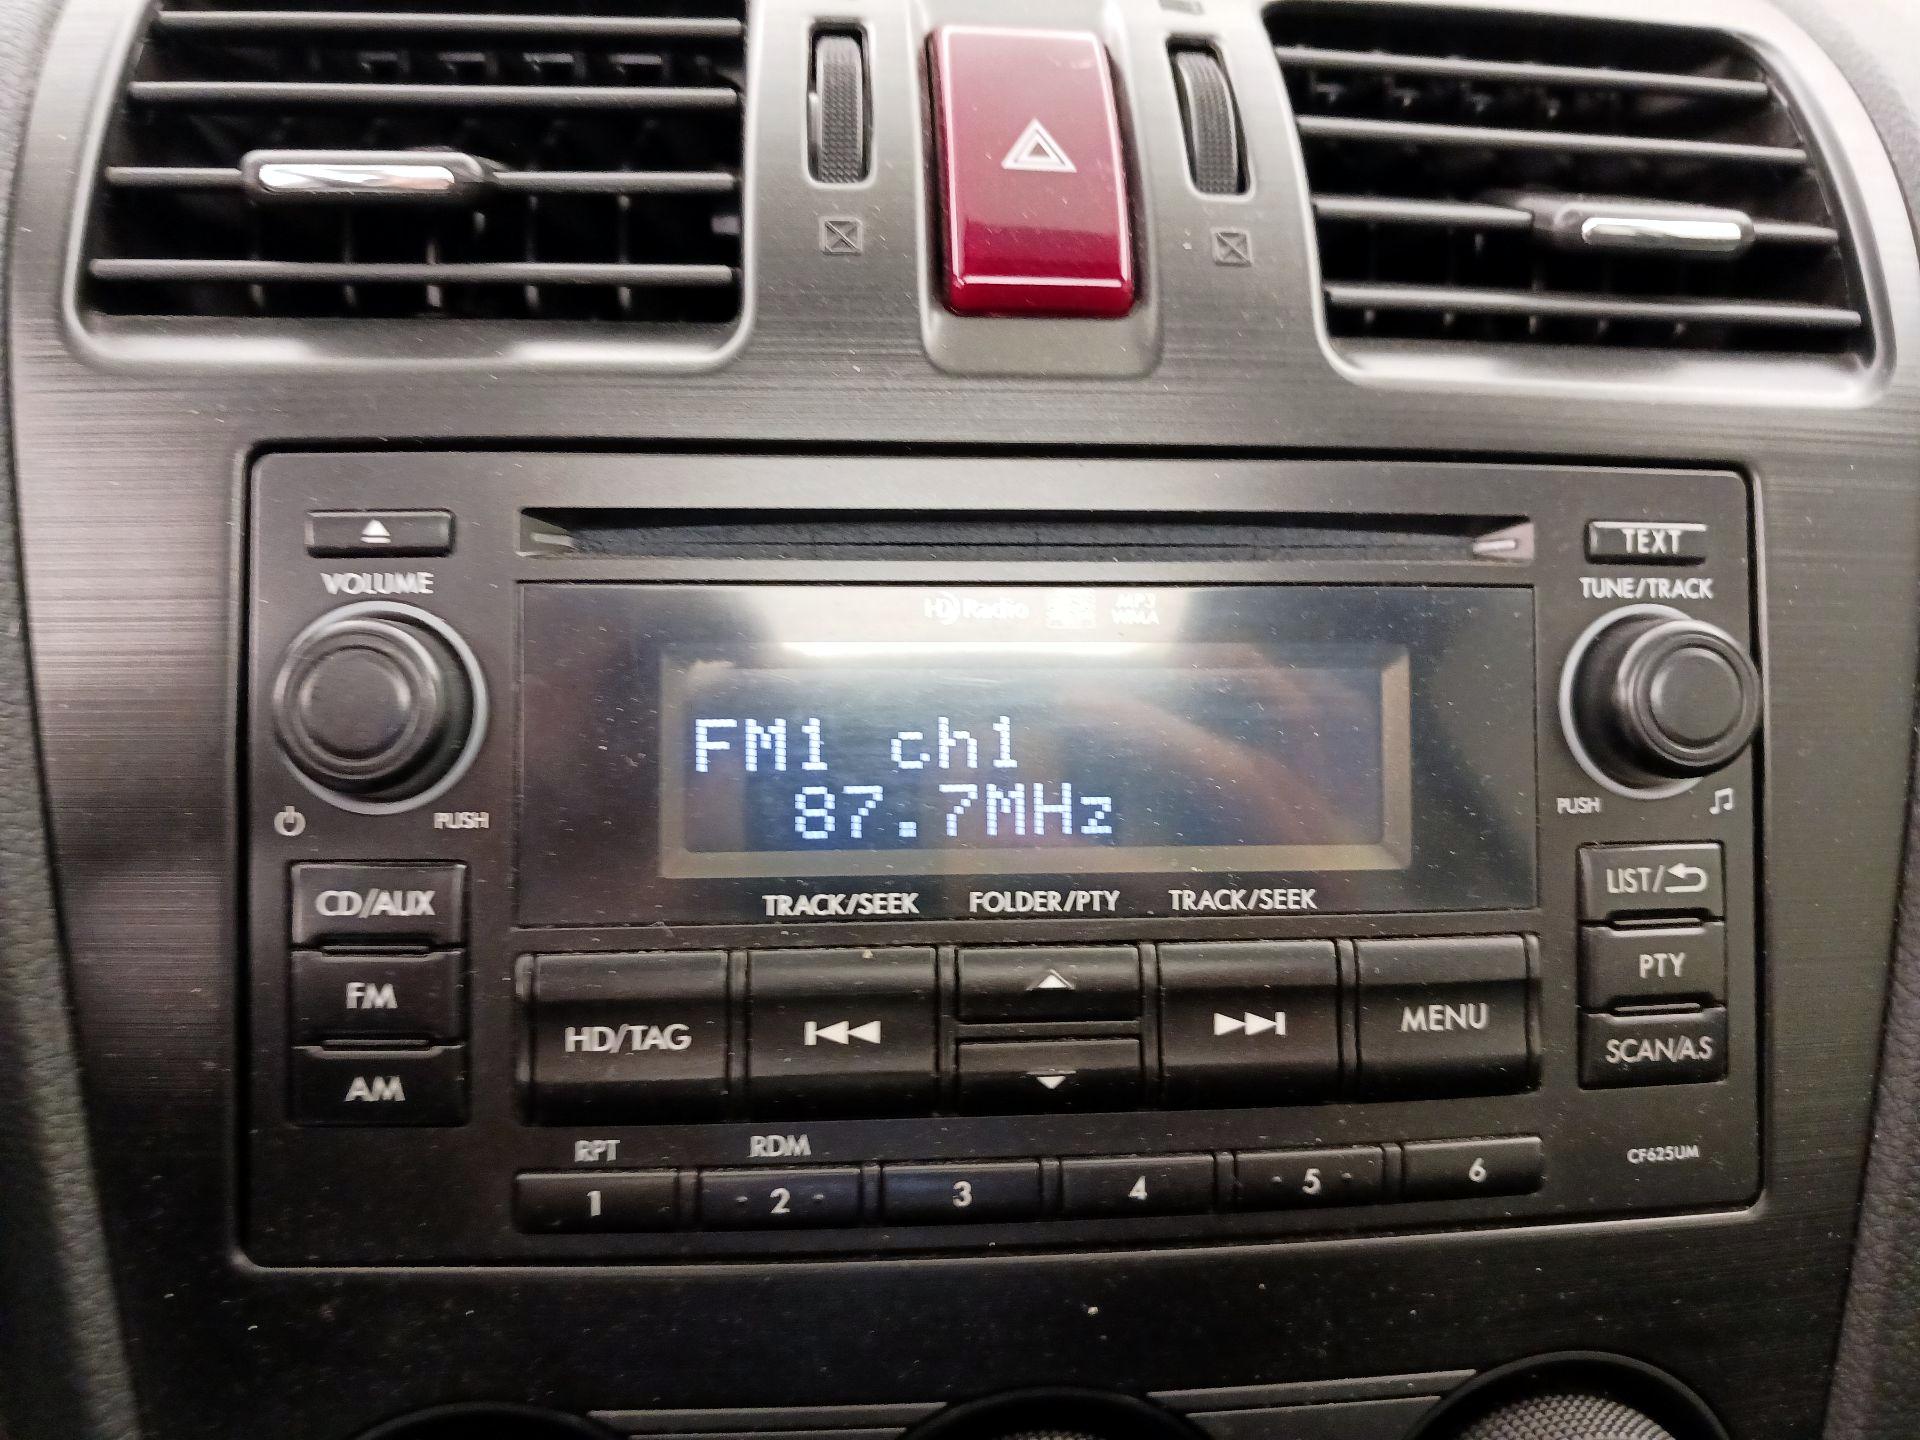 VOLUME
TEXT
TUNE/TRACK
HD Radio
MP3
WMA
FM1 ch1
87.7MHz
PUSH
PUSH
TRACK/SEEK FOLDER/PTY TRACK/SEEK
CD/AUX
FM
AM
HD/TAG
MENU
LIST/
PTY
SCAN/A.S
RPT RDM
1 2 3 4 5 6
CF625UM